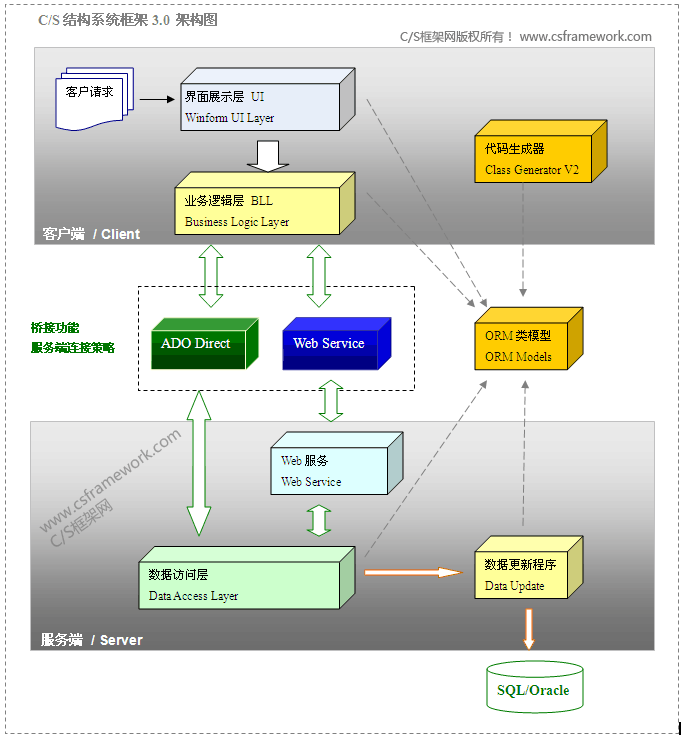 C/S 结构系统框架 3.0 架构图
C/S框架网版权所有！ www.csframework.com
客户请求
界面展示层 UI
Winform UI Layer
代码生成器
Class Generator V2
业务逻辑层 BLL
Business Logic Layer
客户端 / Client
桥接功能
服务端连接策略
ADO Direct
Web Service
ORM 类模型
ORM Models
www.csframework.com
C/S框架网
Web 服务
Web Service
数据访问层
Data Access Layer
数据更新程序
Data Update
服务端 / Server
SQL/Oracle